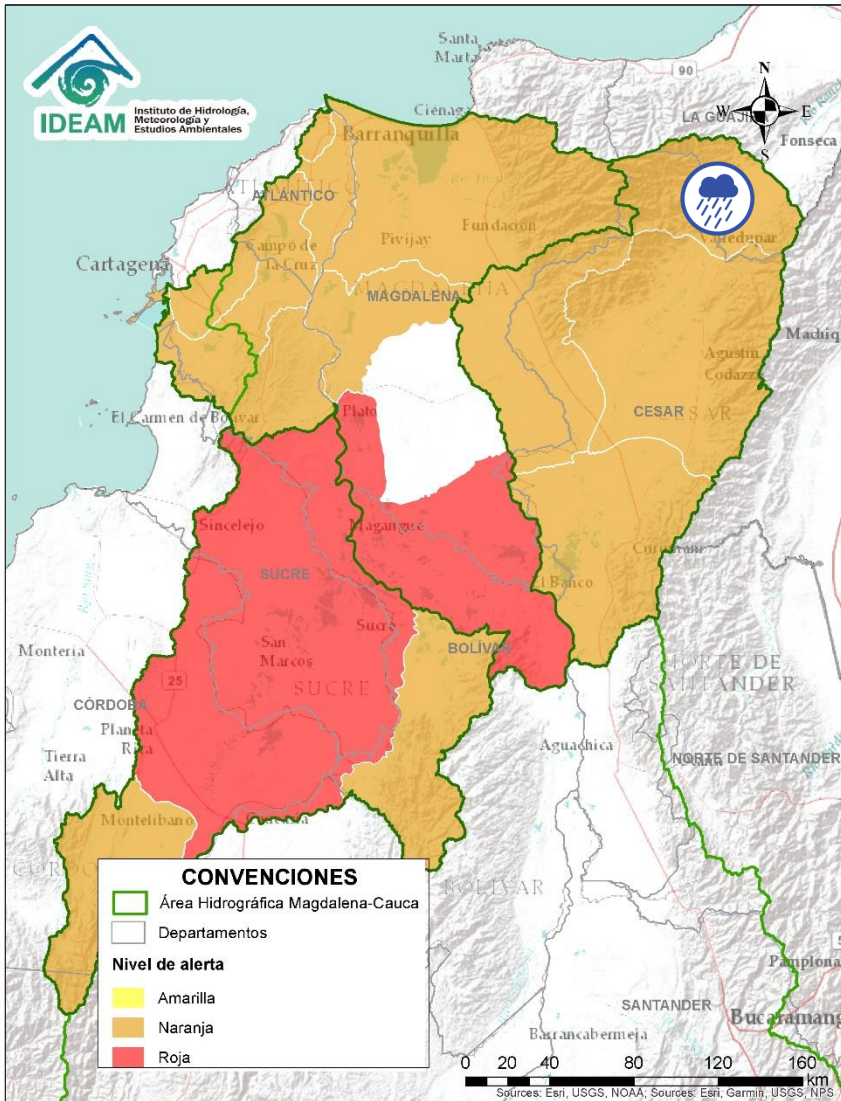 IDEAM
Instituto de Hidrología,
Meteorología y
Estudios Ambientales
Santa
Marta
90
N
E
S
LA GUAJI
Fonseca
Ciénaga
Barranquilla
ATLÁNTICO
Fundación
Pivijay
Valledupar
Campo de
la Cruz
Cartagena
MAGDALENA
Machiq
Agustín
Codazzi
CESAR
El Carmen de Bolívar
Plato
Sincelejo
Magangué
SUCRE
El Banco
Sucre
Montería
San
Marcos
BOLÍVAR
SUCRE
NORTE DE
SANTANDER
25
CÓRDOBA
Planeta
Rica
Tierra
Alta
Aguachica
NORTE DE SANTANDER
Montelíbano
BOLÍVAR
CONVENCIONES
Área Hidrográfica Magdalena-Cauca
Departamentos
Nivel de alerta
Amarilla
Naranja
Roja
Pamplona
SANTANDER
Bucaramang
Barrancabermeja
0 20 40 80 120 160
km
Sources: Esri, USGS, NOAA; Sources: Esri, Garmin, USGS, NPS